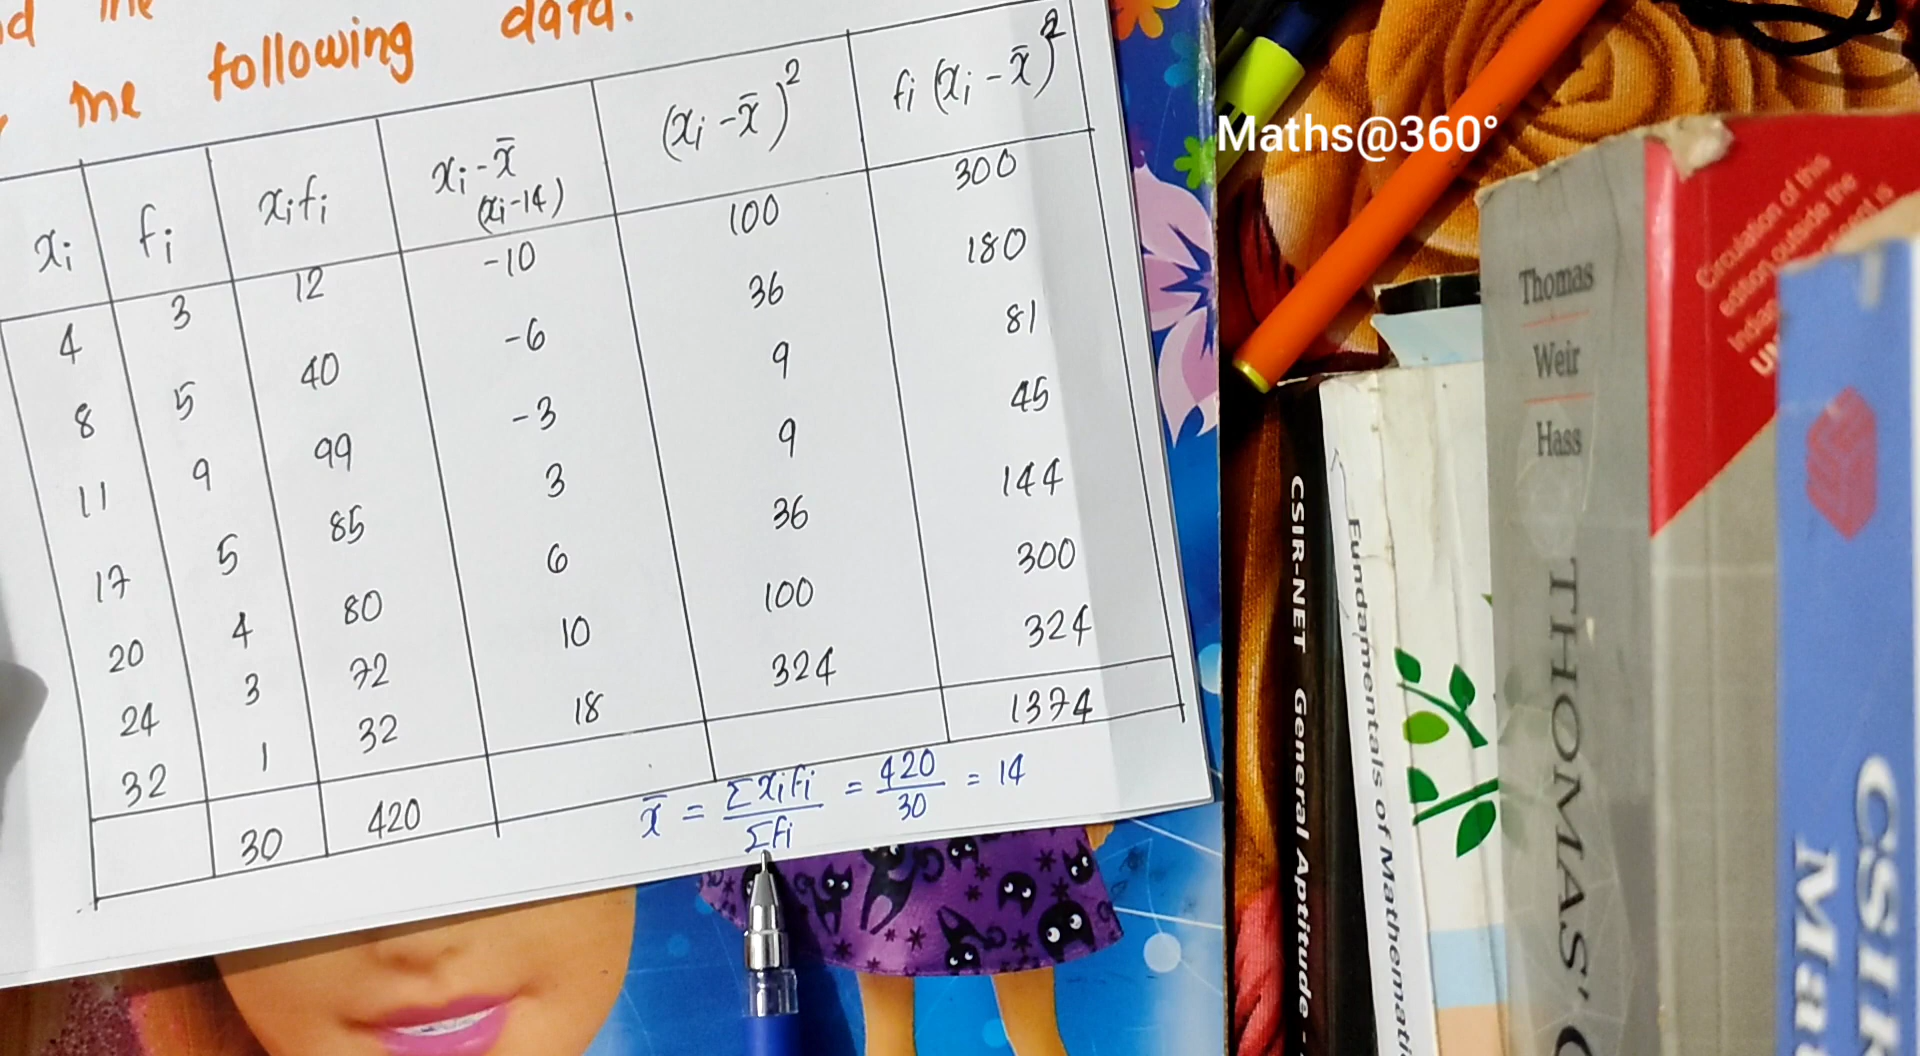 the
the following data.
xi fi xifi xi - x̄ (xi - x̄)² fi (xi - x̄)²
(xi-14)
4 3 12 -10 100 300
8 5 40 -6 36 180
11 9 99 -3 9 81
17 5 85 3 9 45
20 4 80 6 36 144
24 3 72 10 100 300
32 1 32 18 324 324
30 420 1374
x̄ = Σxifi / Σfi = 420 / 30 = 14
Maths@360°
CSIR-NET General Aptitude -
Fundamentals of Mathemati
Thomas
Weir
Hass
THOMAS'
Circulation of this
edition outside the
CSIR
Ma